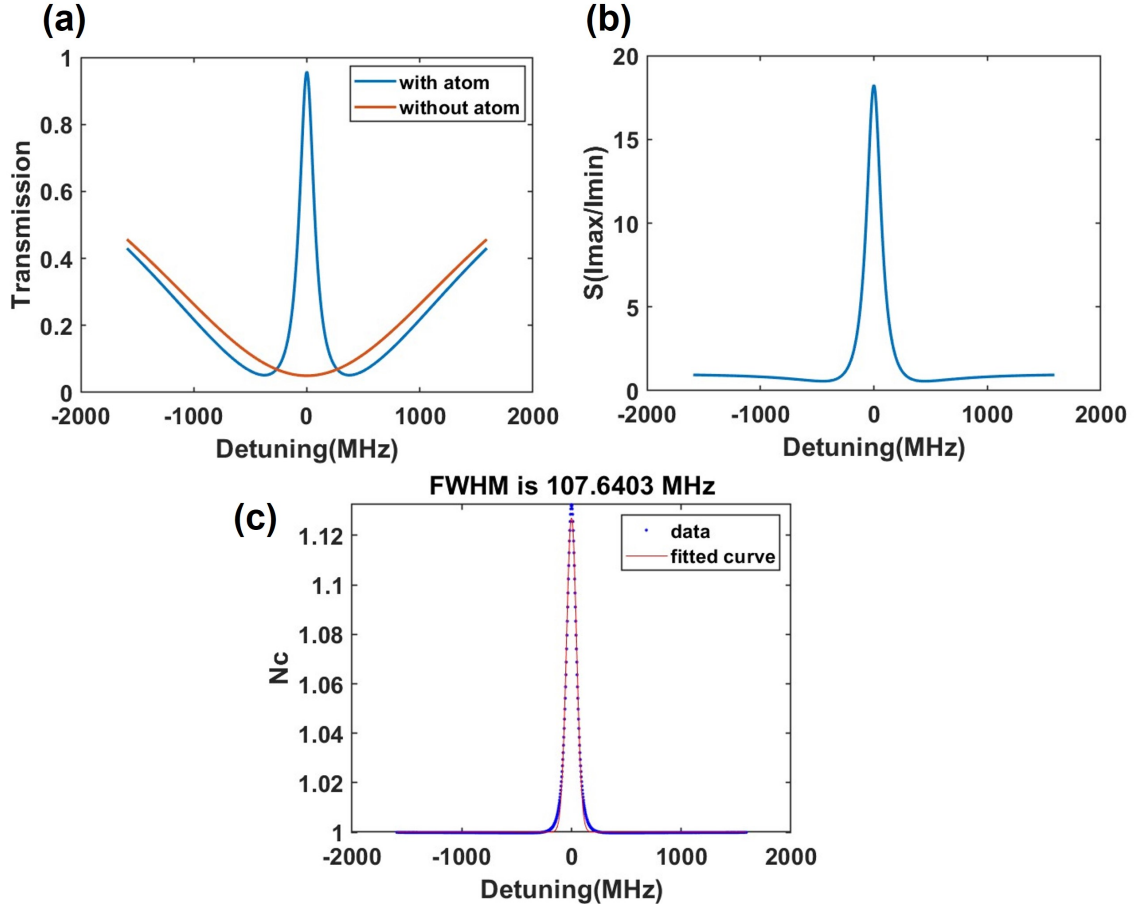 (a)
Transmission
1
0.8
0.6
0.4
0.2
0
-2000 -1000 0 1000 2000
Detuning(MHz)
with atom
without atom
(b)
S(Imax/Imin)
20
15
10
5
0
-2000 -1000 0 1000 2000
Detuning(MHz)
(c)
FWHM is 107.6403 MHz
Nc
1.12
1.1
1.08
1.06
1.04
1.02
1
-2000 -1000 0 1000 2000
Detuning(MHz)
data
fitted curve